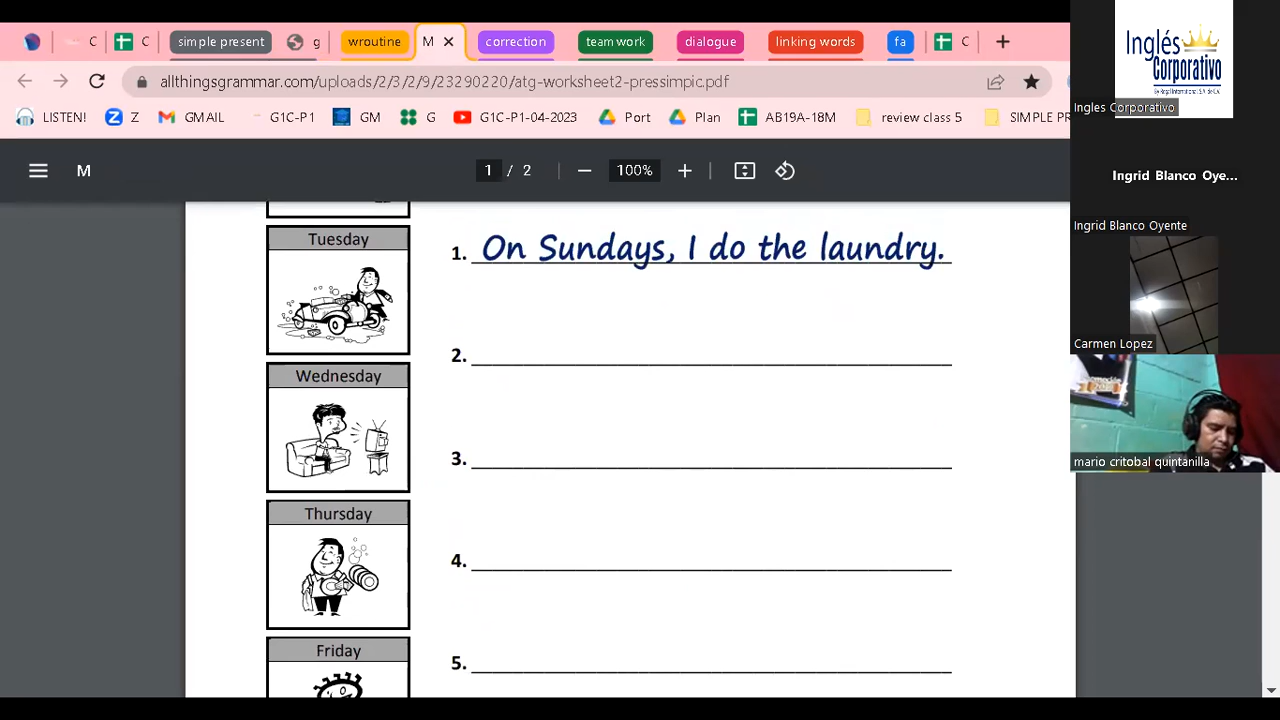 C
C
simple present
g
wroutine
M
correction
team work
dialogue
linking words
fa
C
allthingsgrammar.com/uploads/2/3/2/9/23290220/atg-worksheet2-pressimpic.pdf
LISTEN!
Z
GMAIL
G1C-P1
GM
G
G1C-P1-04-2023
Port
Plan
AB19A-18M
review class 5
SIMPLE PR
M
1 / 2
100%
Tuesday
1. On Sundays, I do the laundry.
2.
Wednesday
3.
Thursday
4.
Friday
5.
Inglés
Corporativo
Ingles Corporativo
Ingrid Blanco Oye...
Ingrid Blanco Oyente
Carmen Lopez
mario critobal quintanilla